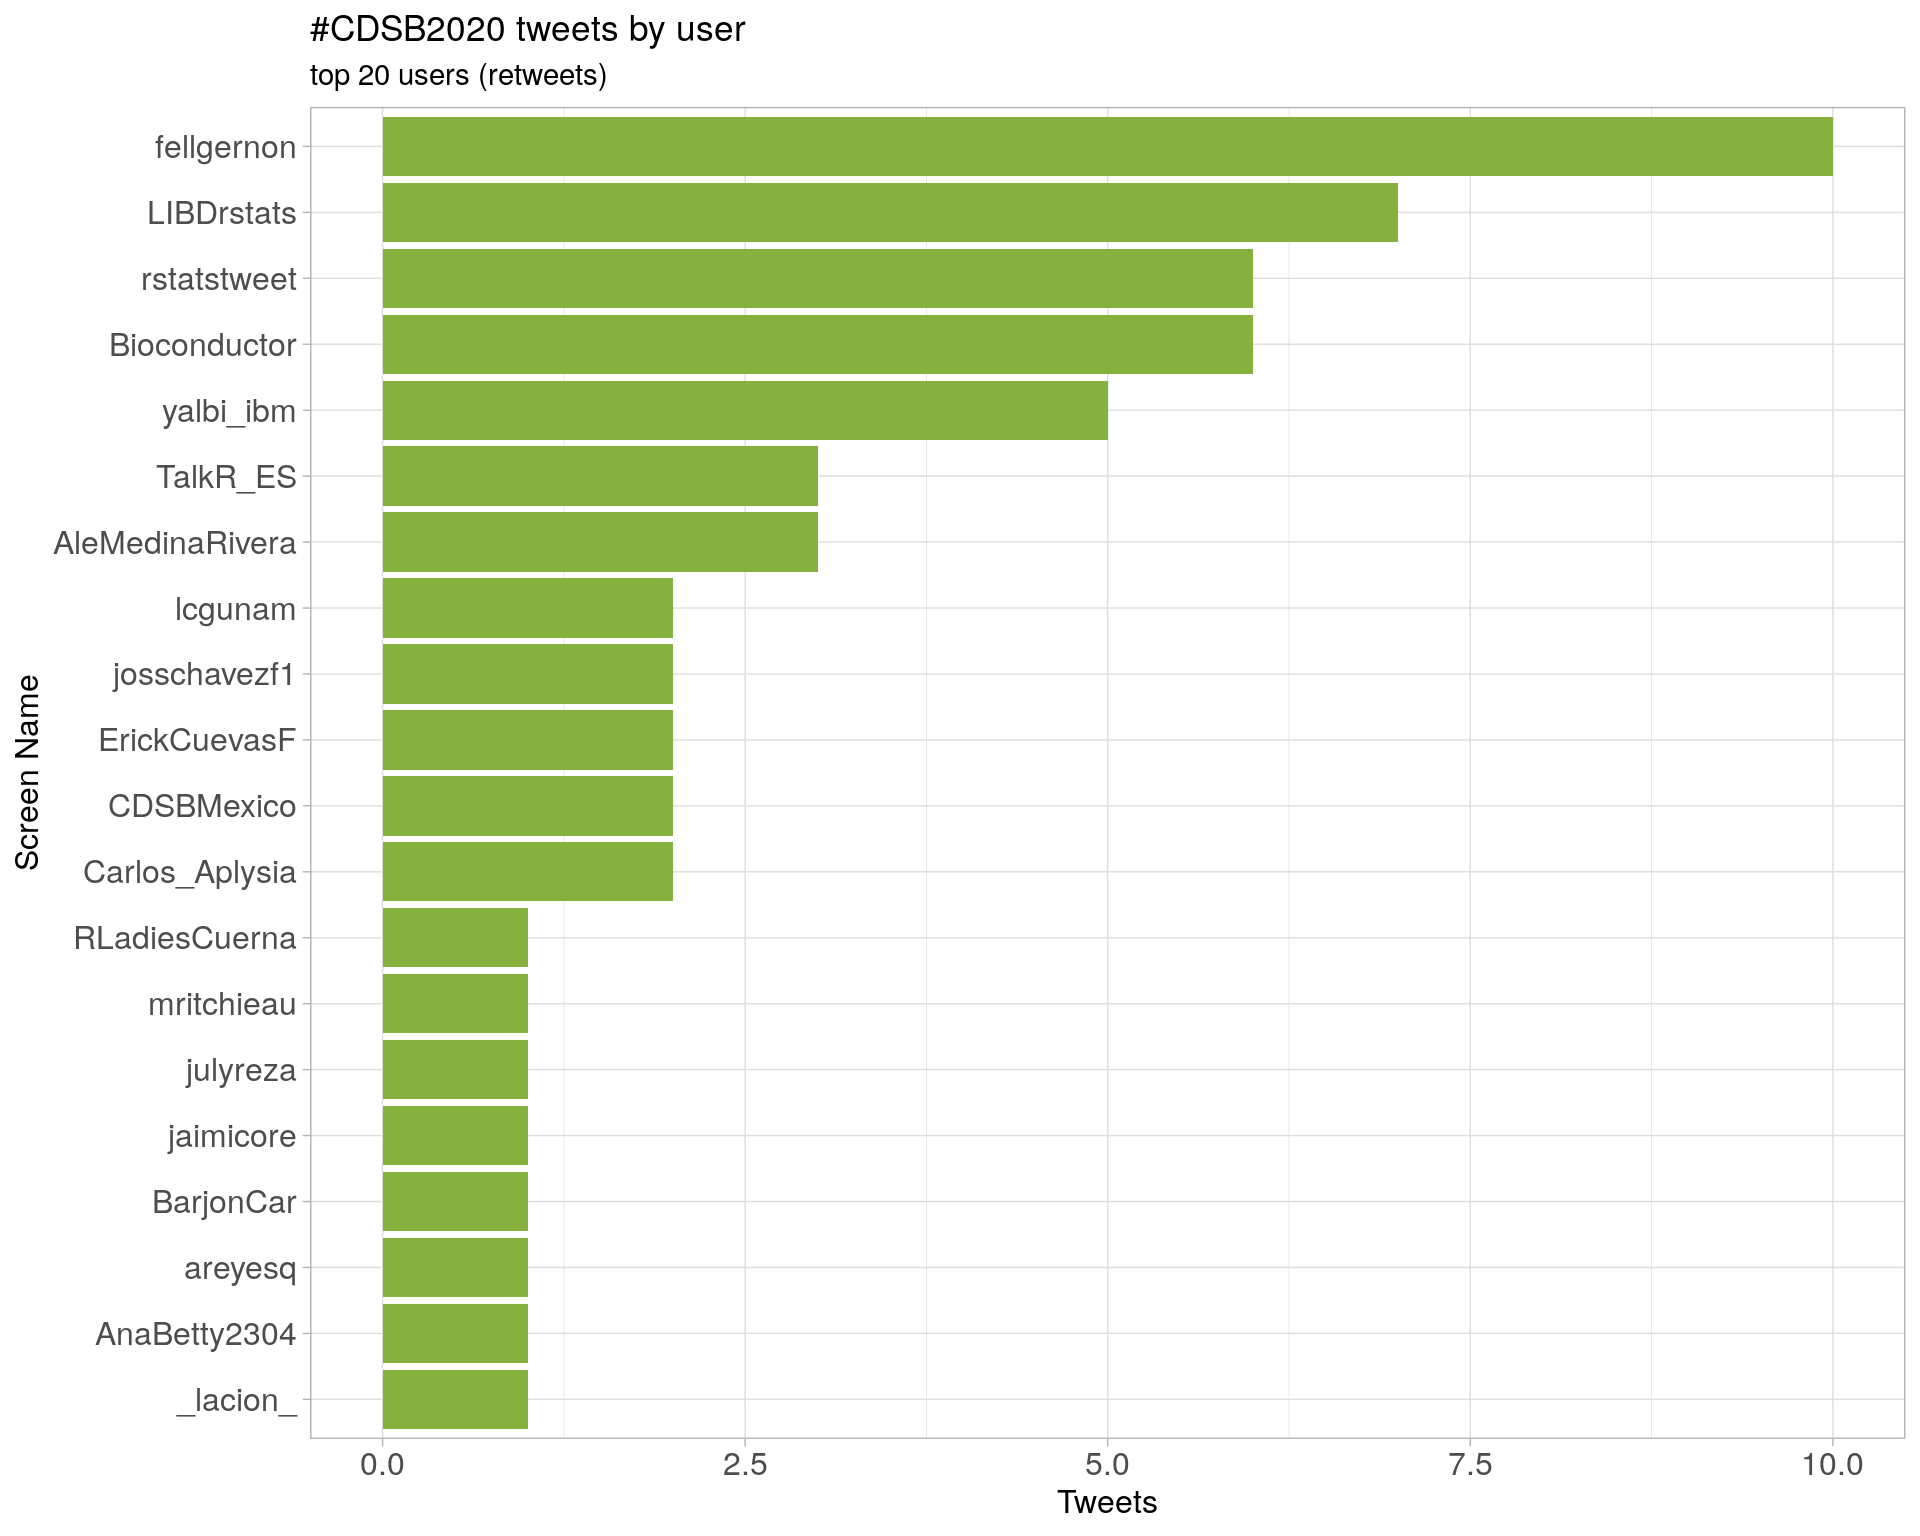 #CDSB2020 tweets by user
top 20 users (retweets)
Screen Name
fellgernon
LIBDrstats
rstatstweet
Bioconductor
yalbi_ibm
TalkR_ES
AleMedinaRivera
lcgunam
josschavezf1
ErickCuevasF
CDSBMexico
Carlos_Aplysia
RLadiesCuerna
mritchieau
julyreza
jaimicore
BarjonCar
areyesq
AnaBetty2304
_lacion_
0.0 2.5 5.0 7.5 10.0
Tweets